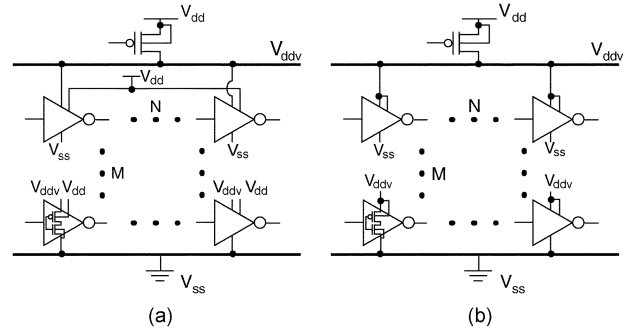 Vdd Vdd
Vddv Vddv
Vdd
N N
Vss Vss Vss Vss
M M
Vddv Vdd Vddv Vdd Vddv Vddv
Vss Vss
(a) (b)